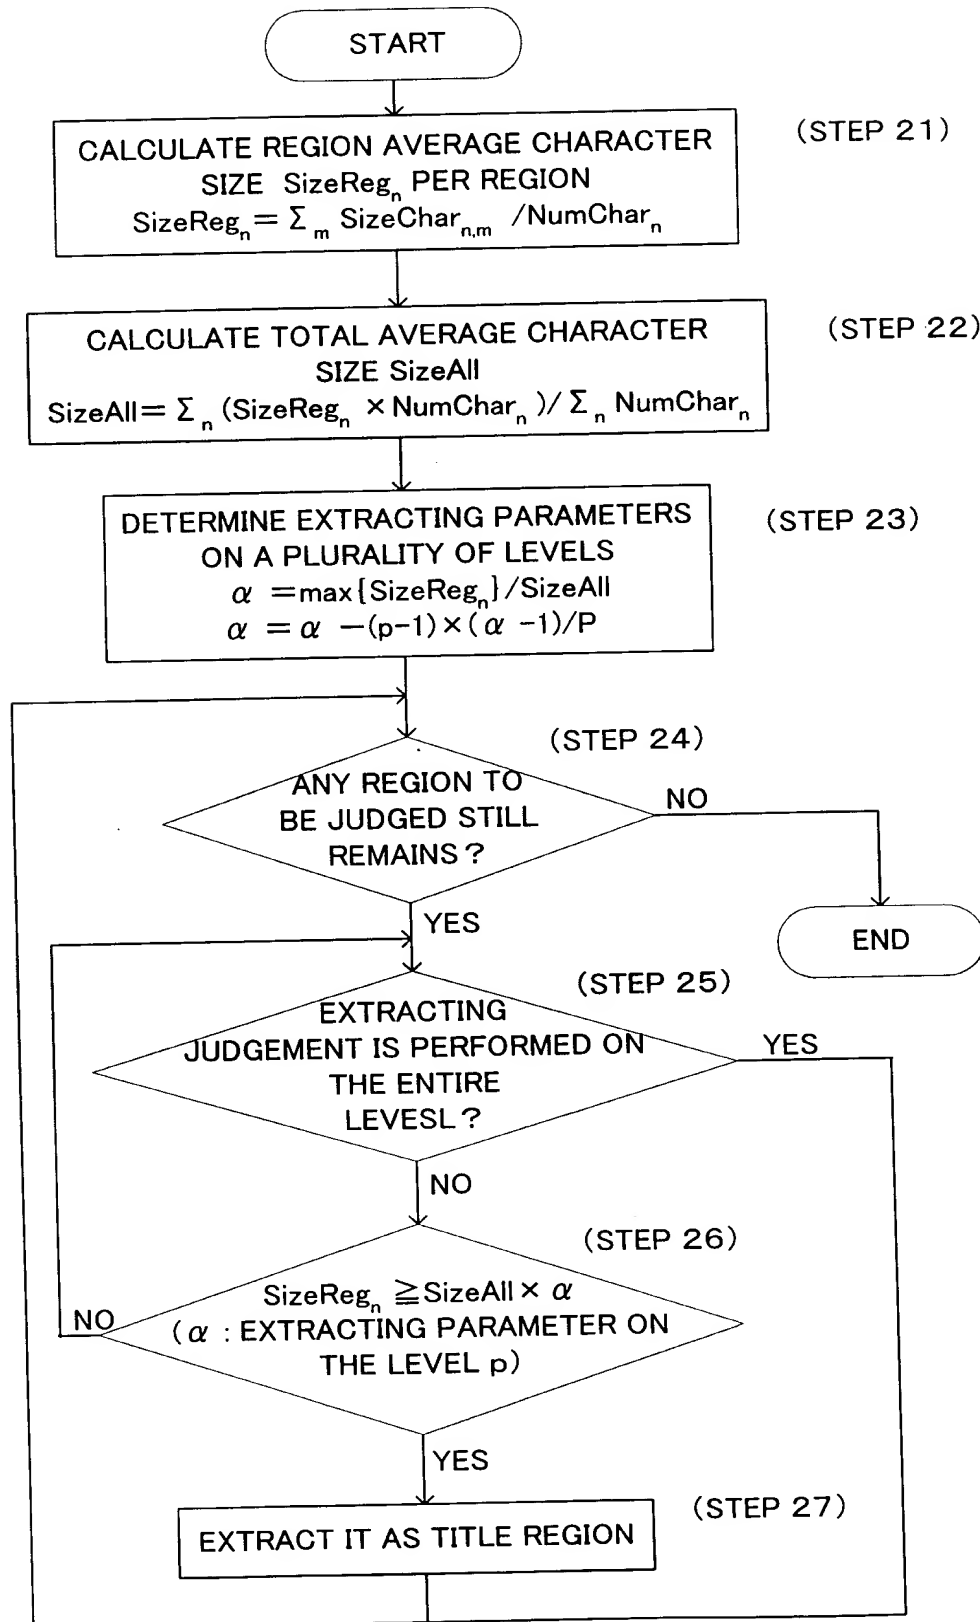 START
(STEP 21)
CALCULATE REGION AVERAGE CHARACTER
SIZE SizeRegₙ PER REGION
SizeRegₙ= Σₘ SizeCharₙ,ₘ /NumCharₙ
(STEP 22)
CALCULATE TOTAL AVERAGE CHARACTER
SIZE SizeAll
SizeAll= Σₙ (SizeRegₙ × NumCharₙ)/ Σₙ NumCharₙ
(STEP 23)
DETERMINE EXTRACTING PARAMETERS
ON A PLURALITY OF LEVELS
α =max{SizeRegₙ}/SizeAll
α = α −(p−1)×(α −1)/P
(STEP 24)
ANY REGION TO
BE JUDGED STILL
REMAINS?
NO
YES
END
(STEP 25)
EXTRACTING
JUDGEMENT IS PERFORMED ON
THE ENTIRE
LEVESL?
YES
NO
(STEP 26)
SizeRegₙ ≧SizeAll× α
(α : EXTRACTING PARAMETER ON
THE LEVEL p)
NO
YES
(STEP 27)
EXTRACT IT AS TITLE REGION